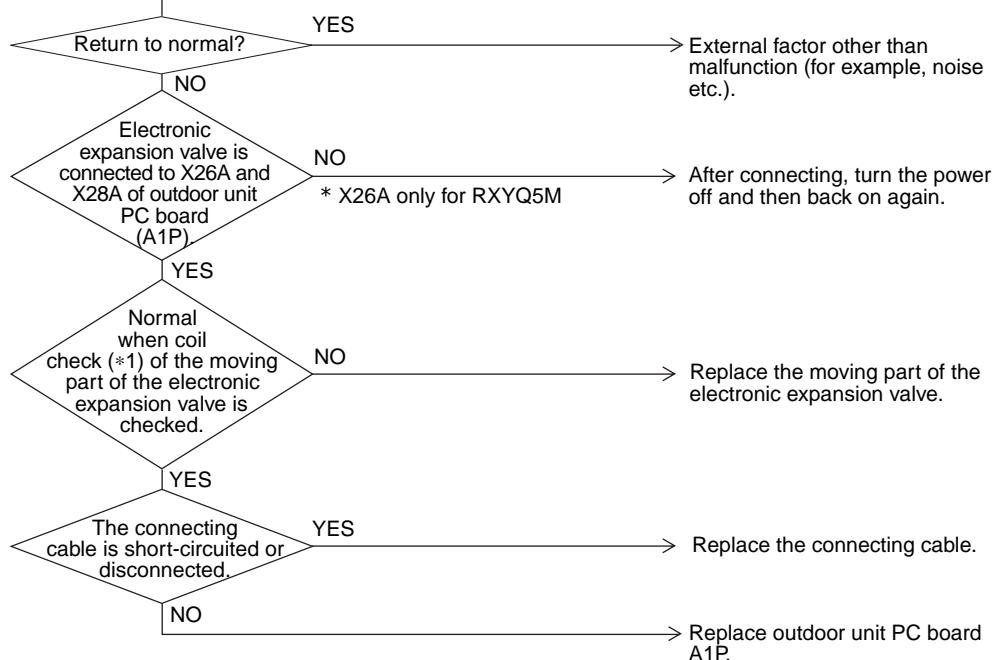 YES
Return to normal?
External factor other than
malfunction (for example, noise
etc.).
NO
Electronic
expansion valve is
connected to X26A and
X28A of outdoor unit
PC board
(A1P).
NO
* X26A only for RXYQ5M
After connecting, turn the power
off and then back on again.
YES
Normal
when coil
check (*1) of the moving
part of the electronic
expansion valve is
checked.
NO
Replace the moving part of the
electronic expansion valve.
YES
The connecting
cable is short-circuited or
disconnected.
YES
Replace the connecting cable.
NO
Replace outdoor unit PC board
A1P.